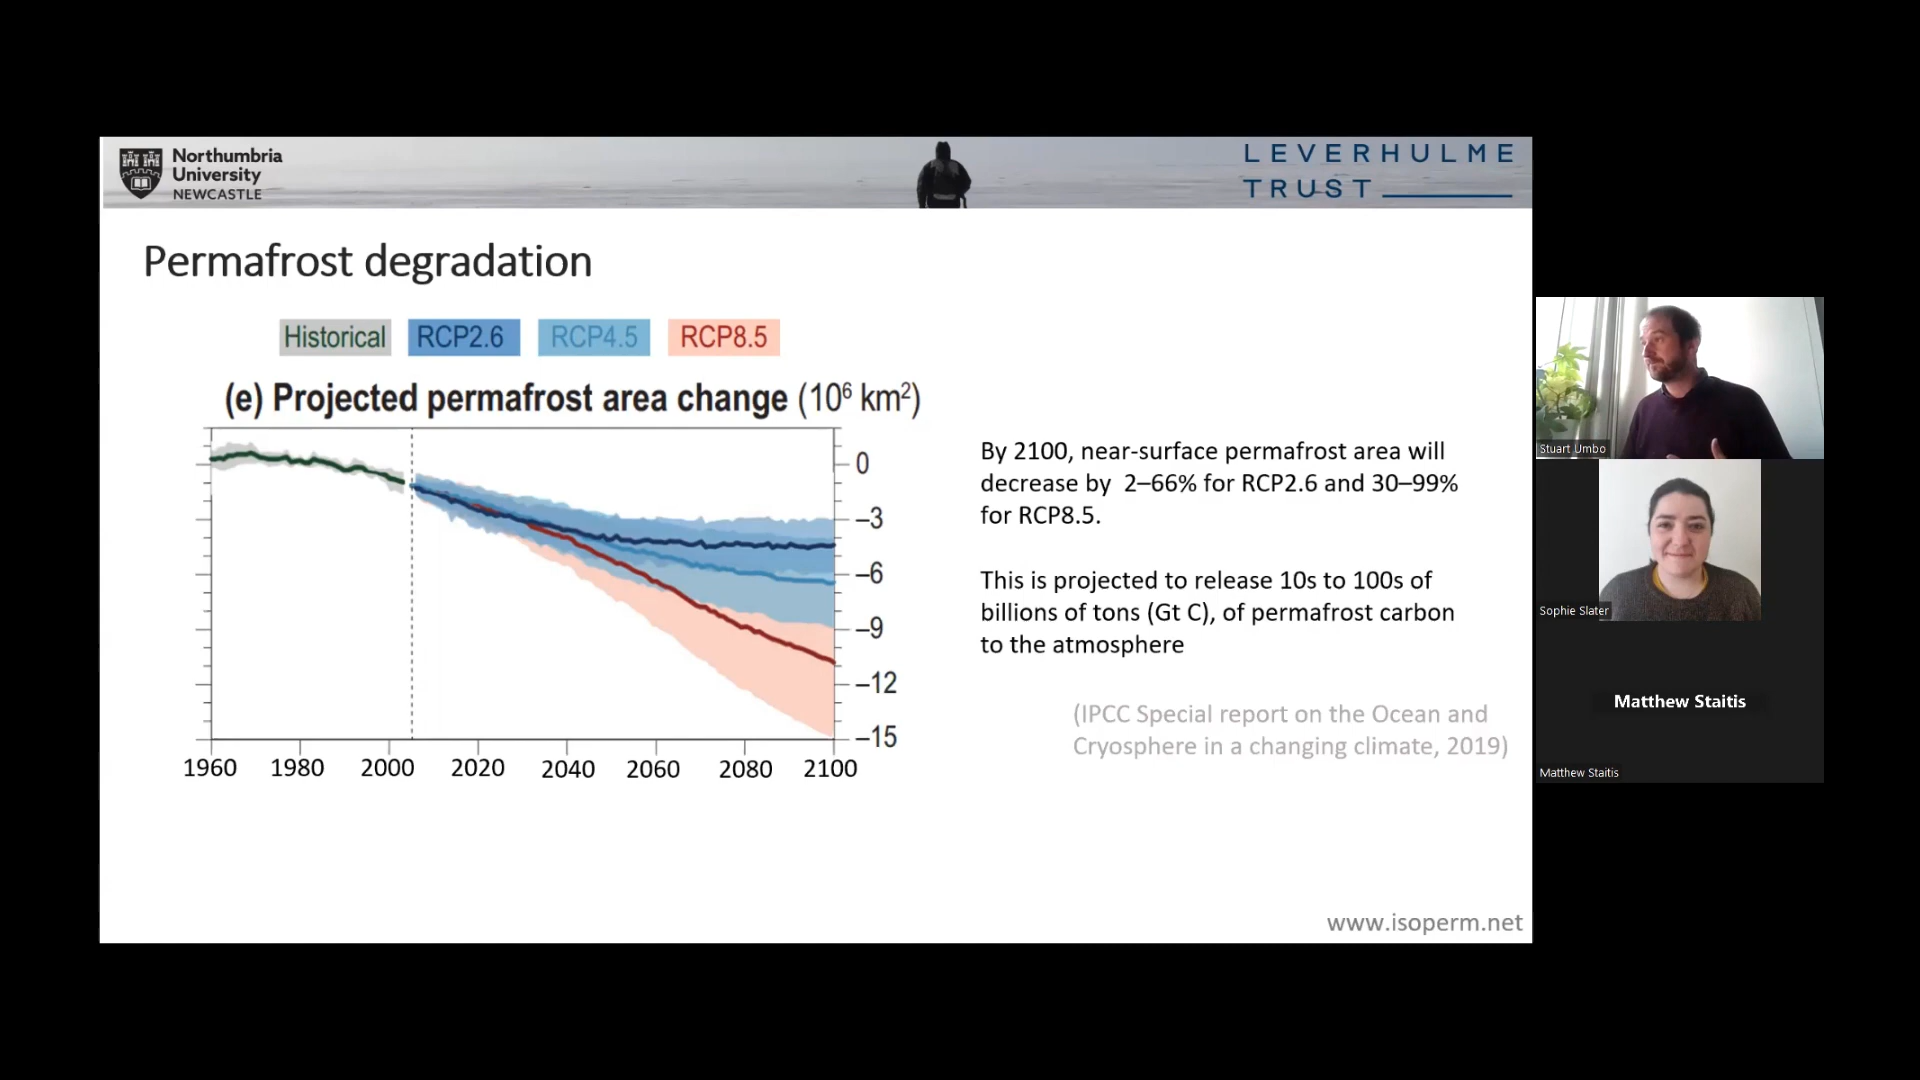 Northumbria
University
NEWCASTLE
LEVERHULME
TRUST
Permafrost degradation
Historical RCP2.6 RCP4.5 RCP8.5
(e) Projected permafrost area change (10⁶ km²)
0
–3
–6
–9
–12
–15
1960 1980 2000 2020 2040 2060 2080 2100
By 2100, near-surface permafrost area will
decrease by 2–66% for RCP2.6 and 30–99%
for RCP8.5.
This is projected to release 10s to 100s of
billions of tons (Gt C), of permafrost carbon
to the atmosphere
(IPCC Special report on the Ocean and
Cryosphere in a changing climate, 2019)
www.isoperm.net
Stuart Umbo
Sophie Slater
Matthew Staitis
Matthew Staitis